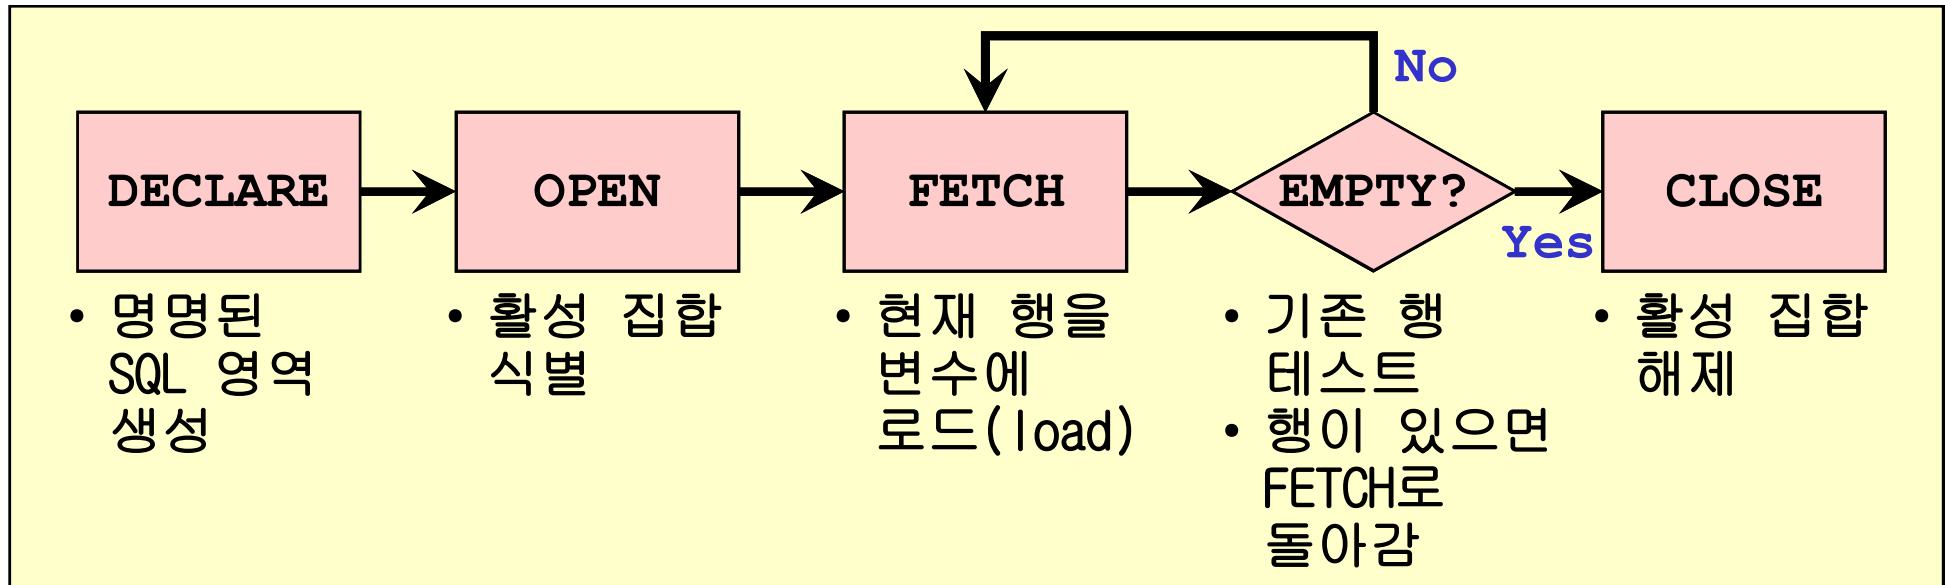 No
DECLARE
OPEN
FETCH
EMPTY?
CLOSE
Yes
• 명명된
SQL 영역
생성
• 활성 집합
식별
• 현재 행을
변수에
로드(load)
• 기존 행
테스트
• 행이 있으면
FETCH로
돌아감
• 활성 집합
해제